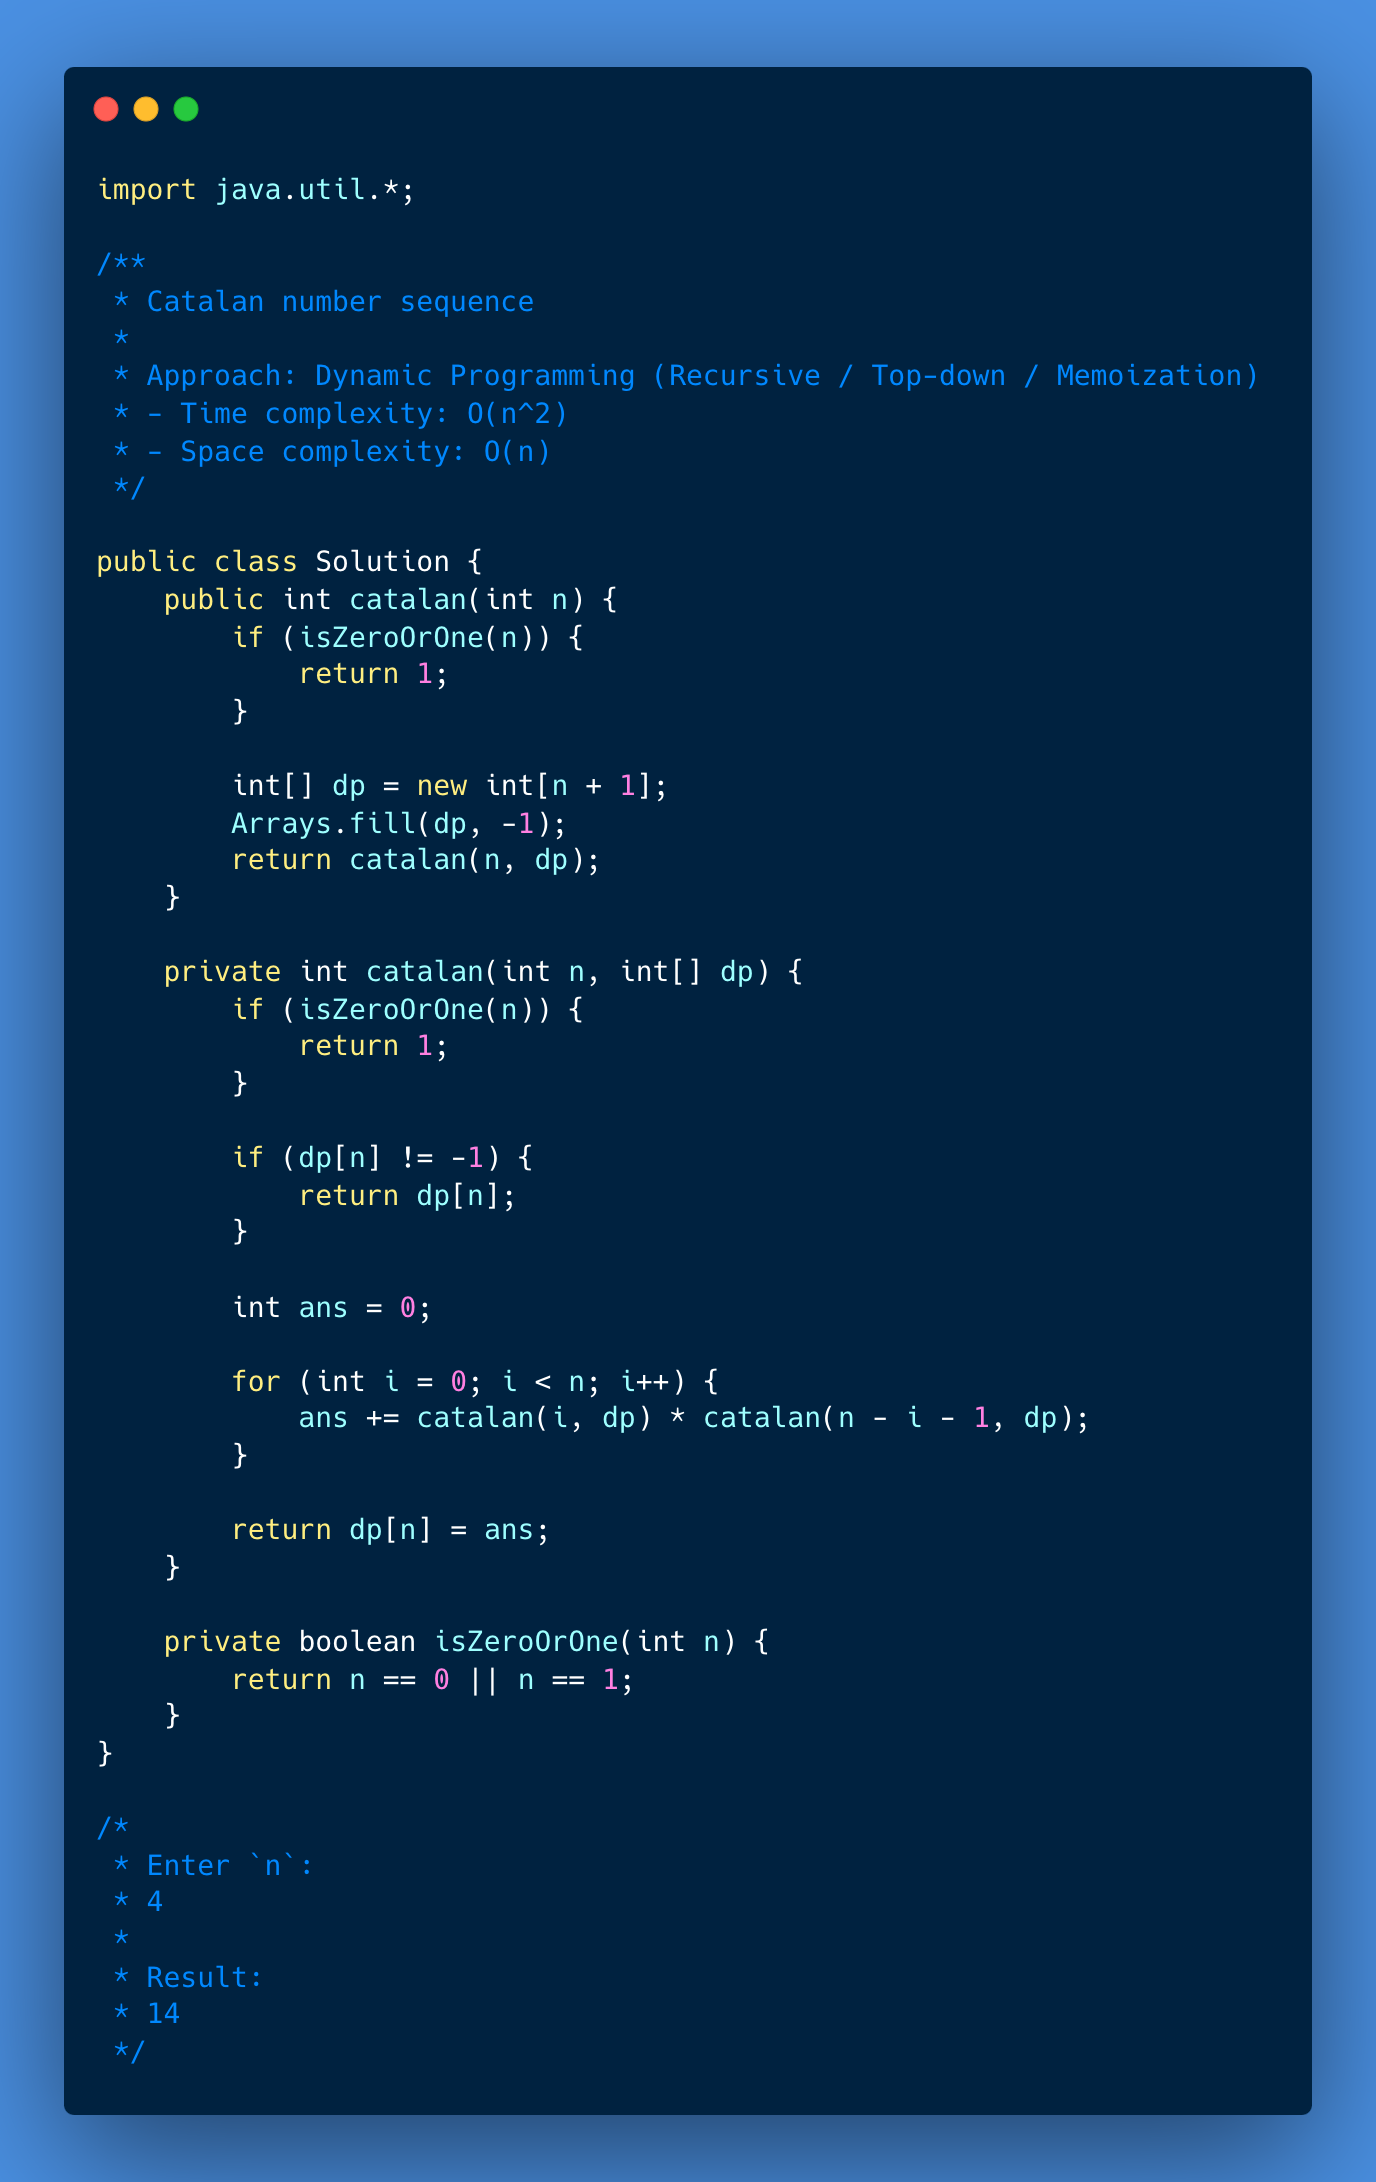 import java.util.*;

/**
 * Catalan number sequence
 *
 * Approach: Dynamic Programming (Recursive / Top-down / Memoization)
 * - Time complexity: O(n^2)
 * - Space complexity: O(n)
 */

public class Solution {
    public int catalan(int n) {
        if (isZeroOrOne(n)) {
            return 1;
        }

        int[] dp = new int[n + 1];
        Arrays.fill(dp, -1);
        return catalan(n, dp);
    }

    private int catalan(int n, int[] dp) {
        if (isZeroOrOne(n)) {
            return 1;
        }

        if (dp[n] != -1) {
            return dp[n];
        }

        int ans = 0;

        for (int i = 0; i < n; i++) {
            ans += catalan(i, dp) * catalan(n - i - 1, dp);
        }

        return dp[n] = ans;
    }

    private boolean isZeroOrOne(int n) {
        return n == 0 || n == 1;
    }
}

/*
 * Enter `n`:
 * 4
 *
 * Result:
 * 14
 */